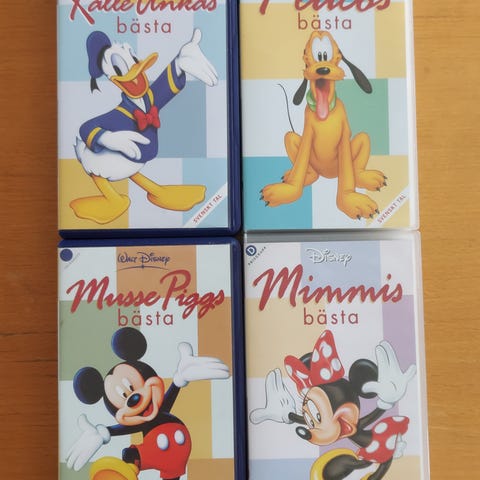 Kalle Ankas
bästa
SVENSKT TAL
Plutos
bästa
SVENSKT TAL
WALT DISNEY
Musse Piggs
bästa
DISNEY
Mimmis
bästa